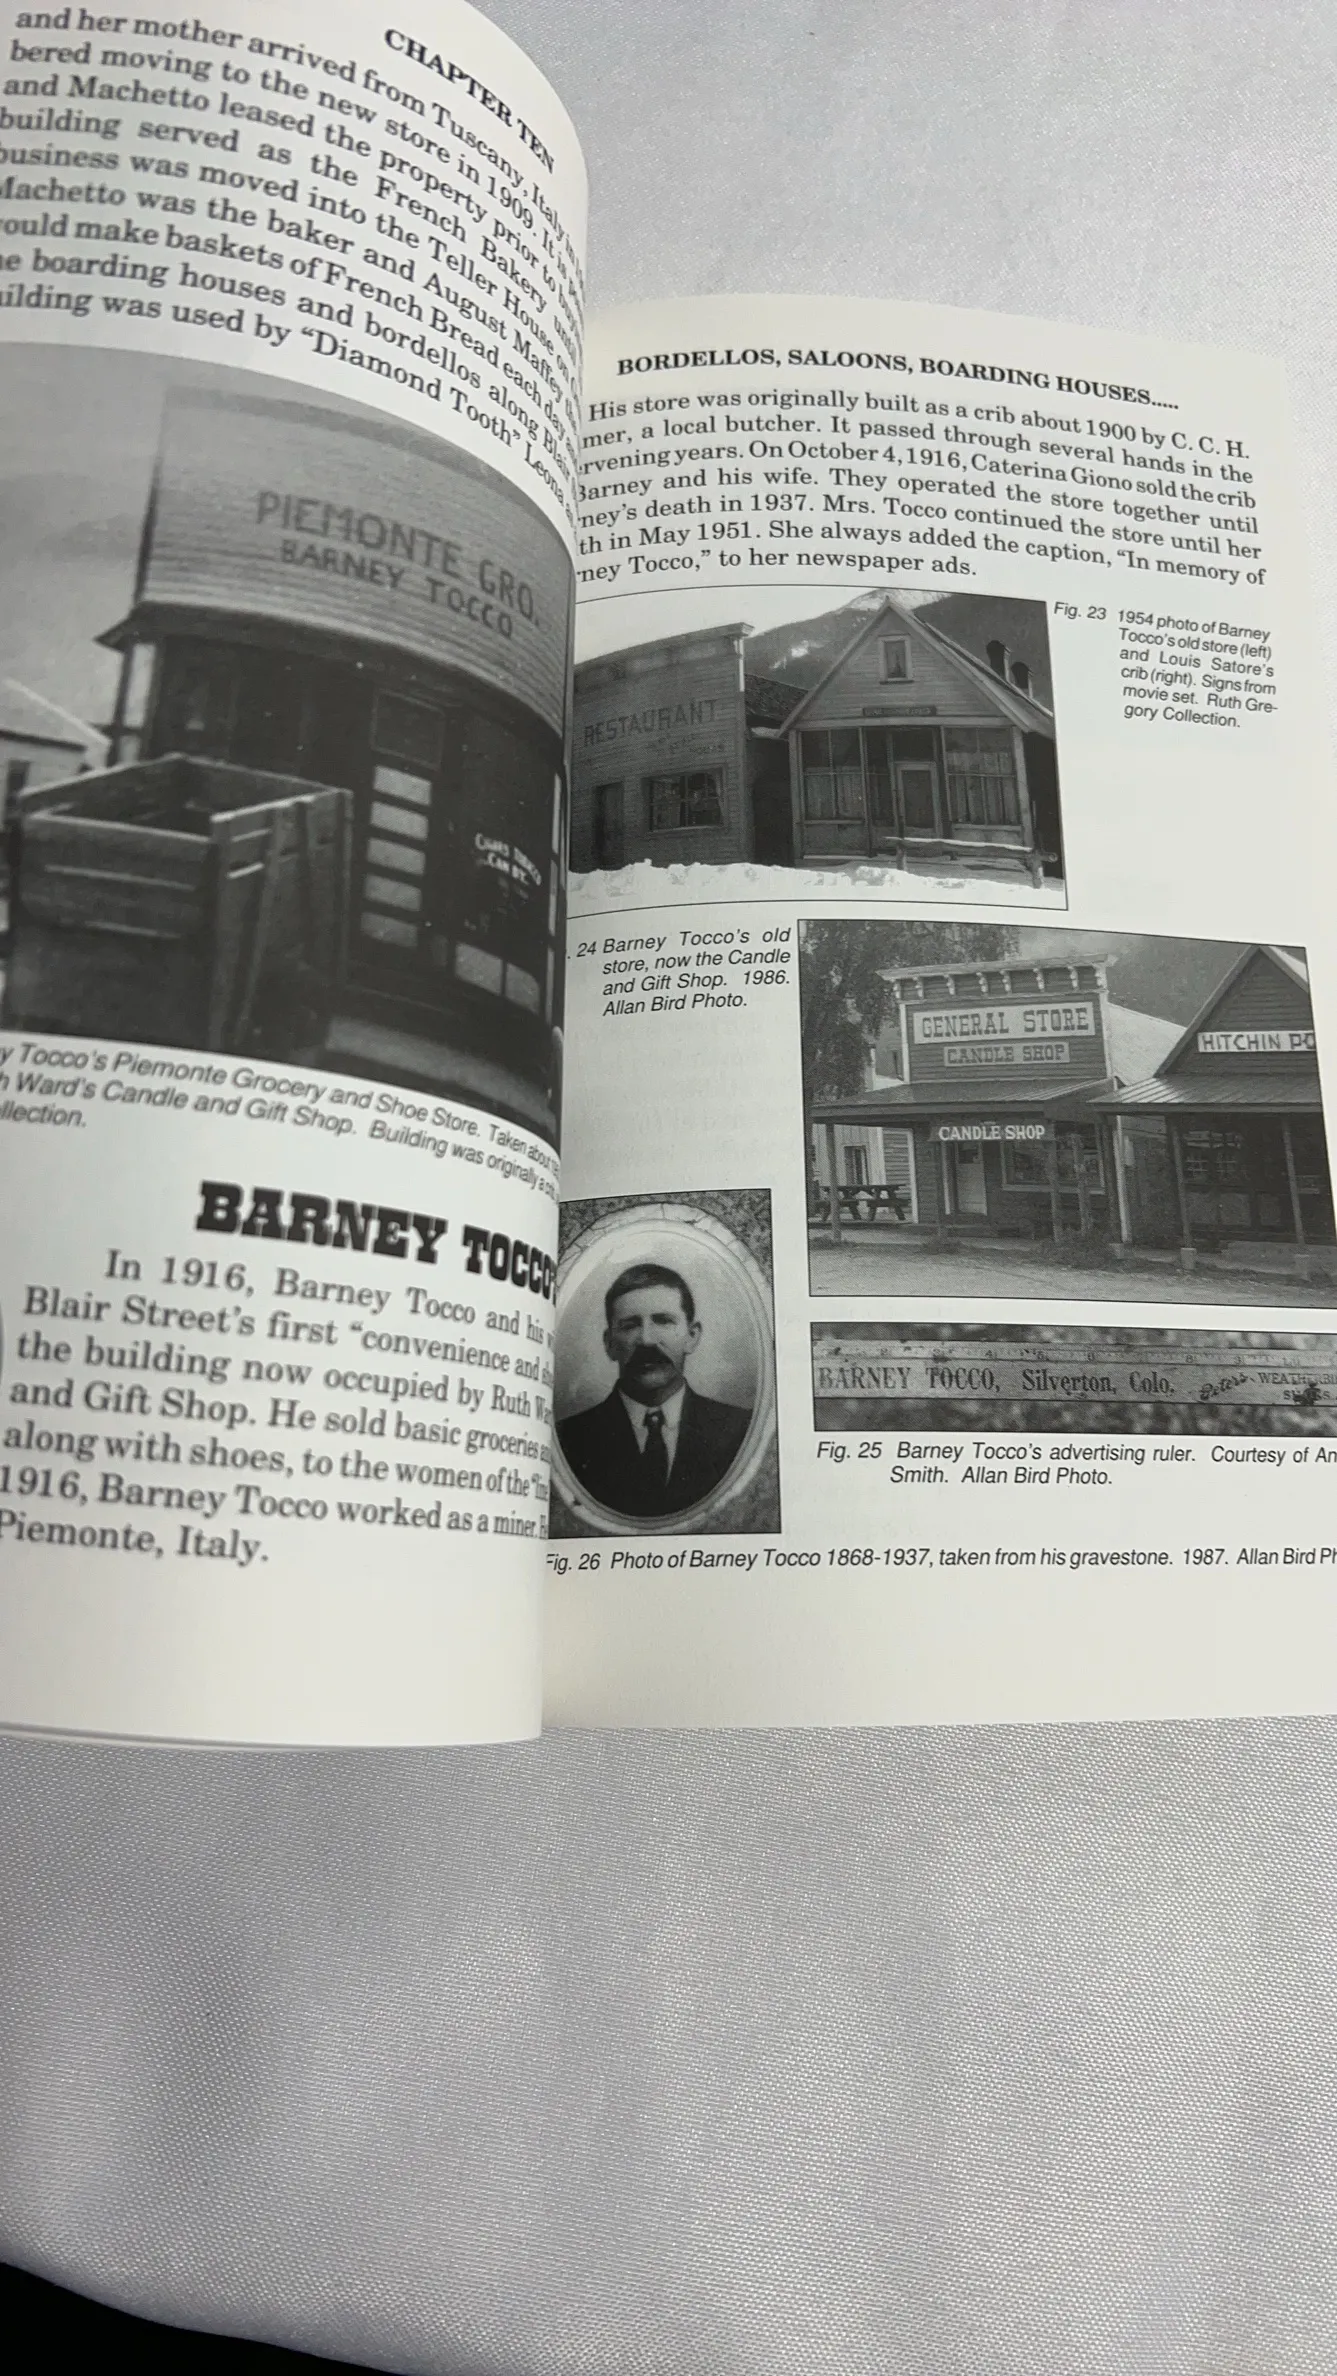 CHAPTER TEN
and her mother arrived from Tuscany, Italy in
bered moving to the new store in 1909. It is
and Machetto leased the property prior to
building served as the French Bakery until
business was moved into the Teller House on
Machetto was the baker and August Maffey
ould make baskets of French Bread each day
e boarding houses and bordellos along Blair
ilding was used by “Diamond Tooth” Leona
PIEMONTE GRO.
BARNEY TOCCO
CIGARS TOBACCO
CANDY.
y Tocco's Piemonte Grocery and Shoe Store. Taken about
h Ward's Candle and Gift Shop. Building was originally a
llection.
BARNEY TOCCO'
In 1916, Barney Tocco and his
Blair Street's first “convenience and
the building now occupied by Ruth
and Gift Shop. He sold basic groceries
along with shoes, to the women of the
1916, Barney Tocco worked as a miner.
Piemonte, Italy.
BORDELLOS, SALOONS, BOARDING HOUSES.....
His store was originally built as a crib about 1900 by C. C. H.
mer, a local butcher. It passed through several hands in the
ervening years. On October 4, 1916, Caterina Giono sold the crib
Barney and his wife. They operated the store together until
ney's death in 1937. Mrs. Tocco continued the store until her
th in May 1951. She always added the caption, “In memory of
ney Tocco,” to her newspaper ads.
RESTAURANT
Fig. 23 1954 photo of Barney
Tocco's old store (left)
and Louis Satore's
crib (right). Signs from
movie set. Ruth Gre-
gory Collection.
. 24 Barney Tocco's old
store, now the Candle
and Gift Shop. 1986.
Allan Bird Photo.
GENERAL STORE
CANDLE SHOP
CANDLE SHOP
HITCHIN PO
BARNEY TOCCO, Silverton, Colo. Peters
Fig. 25 Barney Tocco's advertising ruler. Courtesy of An
Smith. Allan Bird Photo.
Fig. 26 Photo of Barney Tocco 1868-1937, taken from his gravestone. 1987. Allan Bird Ph